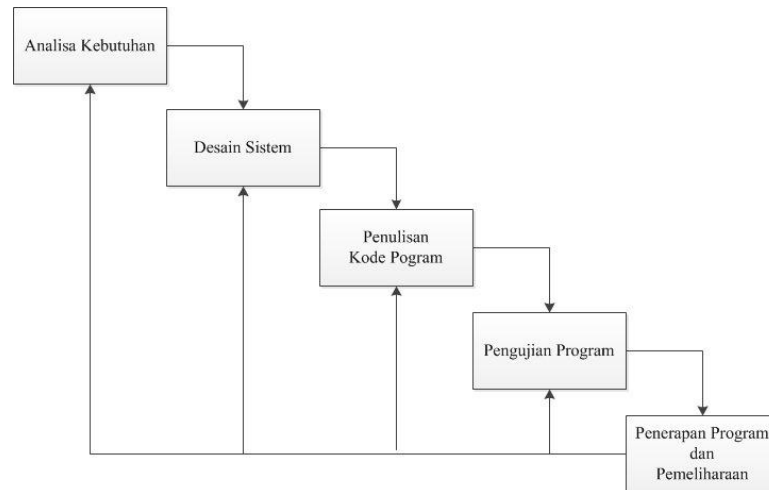 Analisa Kebutuhan
Desain Sistem
Penulisan
Kode Pogram
Pengujian Program
Penerapan Program
dan
Pemeliharaan